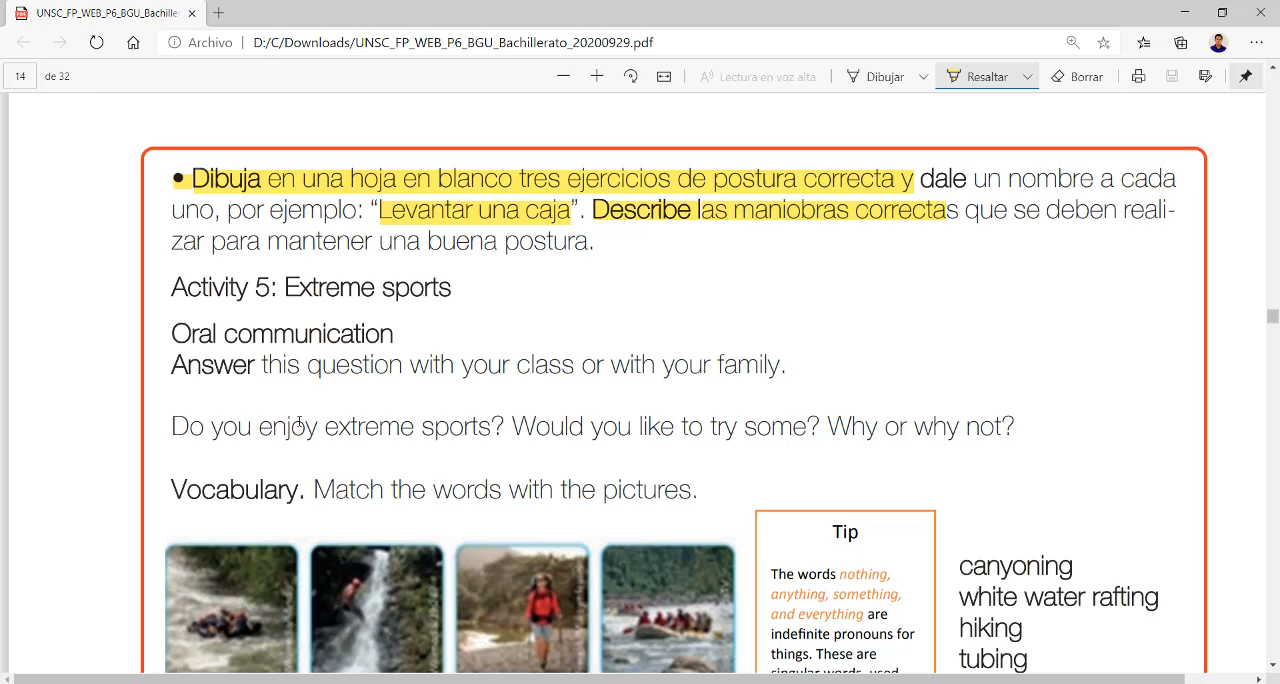 UNSC_FP_WEB_P6_BGU_Bachille
Archivo D:/C/Downloads/UNSC_FP_WEB_P6_BGU_Bachillerato_20200929.pdf
14 de 32 Lectura en voz alta Dibujar Resaltar Borrar
• Dibuja en una hoja en blanco tres ejercicios de postura correcta y dale un nombre a cada
uno, por ejemplo: “Levantar una caja”. Describe las maniobras correctas que se deben reali-
zar para mantener una buena postura.
Activity 5: Extreme sports
Oral communication
Answer this question with your class or with your family.
Do you enjoy extreme sports? Would you like to try some? Why or why not?
Vocabulary. Match the words with the pictures.
Tip
The words nothing,
anything, something,
and everything are
indefinite pronouns for
things. These are
singular words, used
canyoning
white water rafting
hiking
tubing